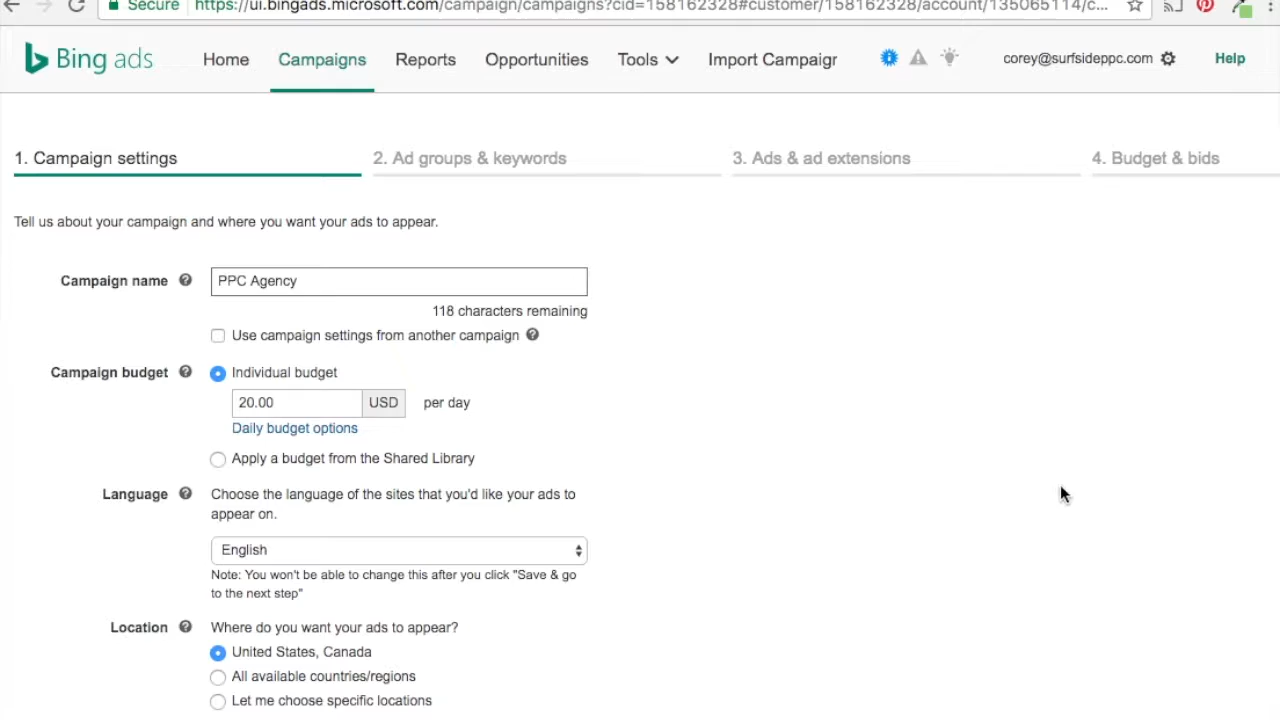 Secure https://ui.bingads.microsoft.com/campaign/campaigns?cid=158162328#customer/158162328/account/135065114/c...
Bing ads Home Campaigns Reports Opportunities Tools Import Campaigr corey@surfsideppc.com Help
1. Campaign settings 2. Ad groups & keywords 3. Ads & ad extensions 4. Budget & bids
Tell us about your campaign and where you want your ads to appear.
Campaign name PPC Agency
118 characters remaining
Use campaign settings from another campaign
Campaign budget Individual budget
20.00 USD per day
Daily budget options
Apply a budget from the Shared Library
Language Choose the language of the sites that you'd like your ads to
appear on.
English
Note: You won't be able to change this after you click "Save & go
to the next step"
Location Where do you want your ads to appear?
United States, Canada
All available countries/regions
Let me choose specific locations